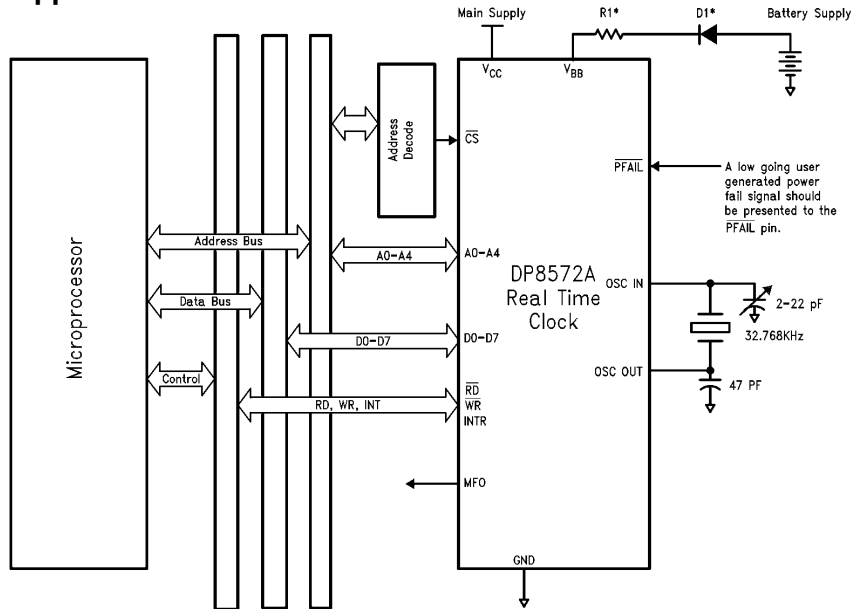 Main Supply
R1*
D1*
Battery Supply
VCC
VBB
Address
Decode
CS
PFAIL
A low going user
generated power
fail signal should
be presented to the
PFAIL pin.
Microprocessor
Address Bus
A0-A4
A0-A4
DP8572A
Real Time
Clock
OSC IN
2-22 pF
Data Bus
32.768KHz
D0-D7
D0-D7
OSC OUT
47 PF
Control
RD, WR, INT
RD
WR
INTR
MFO
GND